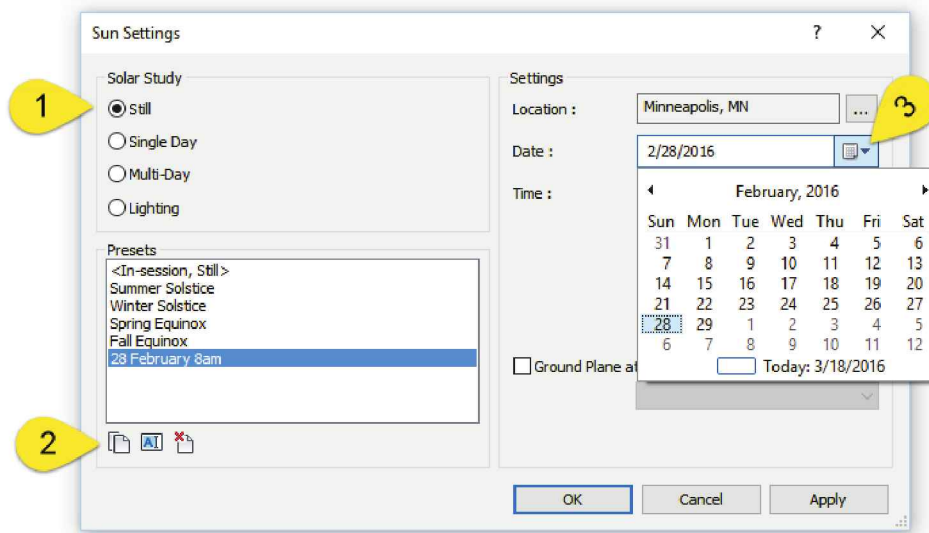 Sun Settings
?
Solar Study
1
Still
Single Day
Multi-Day
Lighting
Presets
<In-session, Still>
Summer Solstice
Winter Solstice
Spring Equinox
Fall Equinox
28 February 8am
2
AI
Settings
Location :
Minneapolis, MN
...
3
Date :
2/28/2016
Time :
February, 2016
Sun Mon Tue Wed Thu Fri Sat
31 1 2 3 4 5 6
7 8 9 10 11 12 13
14 15 16 17 18 19 20
21 22 23 24 25 26 27
28 29 1 2 3 4 5
6 7 8 9 10 11 12
Today: 3/18/2016
Ground Plane at
OK
Cancel
Apply